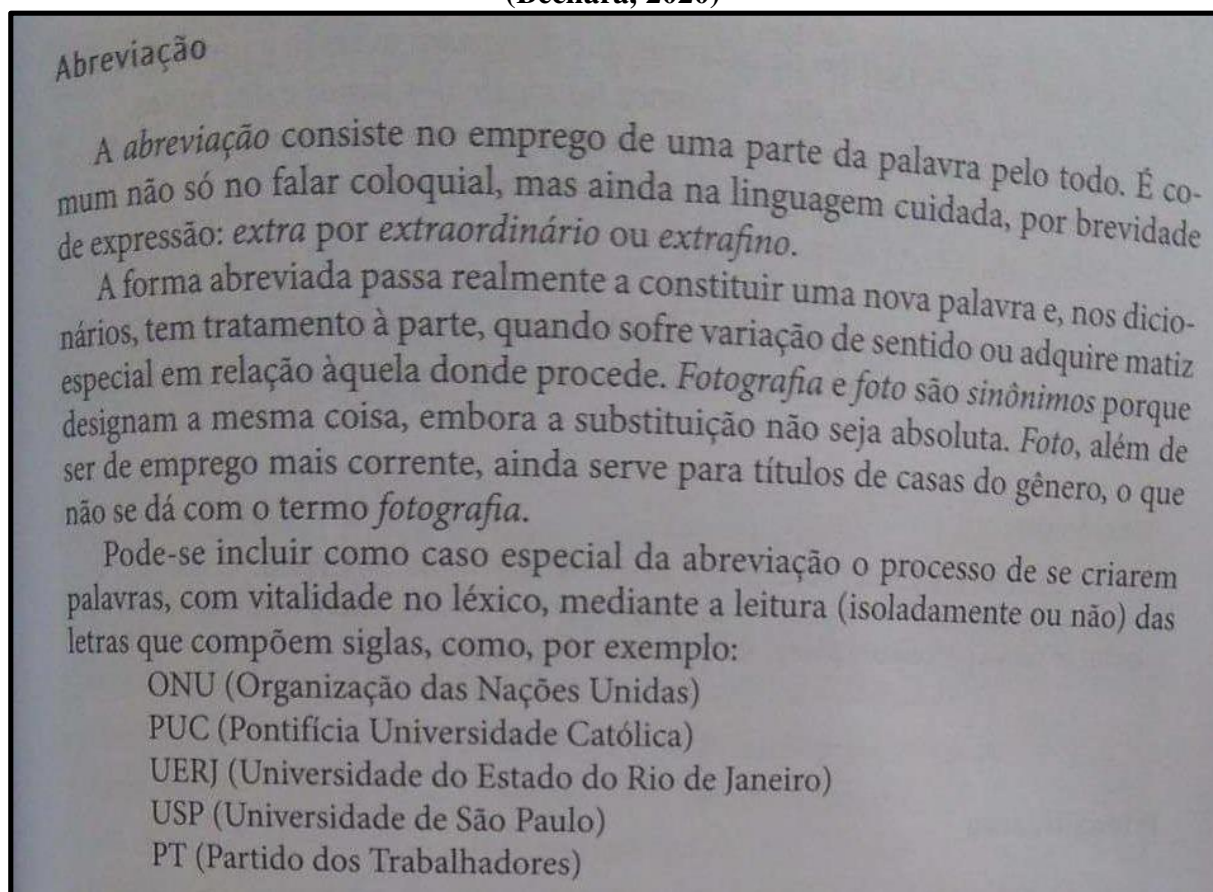 (Bechara, 2020)
Abreviação
A abreviação consiste no emprego de uma parte da palavra pelo todo. É co-
mum não só no falar coloquial, mas ainda na linguagem cuidada, por brevidade
de expressão: extra por extraordinário ou extrafino.
A forma abreviada passa realmente a constituir uma nova palavra e, nos dicio-
nários, tem tratamento à parte, quando sofre variação de sentido ou adquire matiz
especial em relação àquela donde procede. Fotografia e foto são sinônimos porque
designam a mesma coisa, embora a substituição não seja absoluta. Foto, além de
ser de emprego mais corrente, ainda serve para títulos de casas do gênero, o que
não se dá com o termo fotografia.
Pode-se incluir como caso especial da abreviação o processo de se criarem
palavras, com vitalidade no léxico, mediante a leitura (isoladamente ou não) das
letras que compõem siglas, como, por exemplo:
ONU (Organização das Nações Unidas)
PUC (Pontifícia Universidade Católica)
UERJ (Universidade do Estado do Rio de Janeiro)
USP (Universidade de São Paulo)
PT (Partido dos Trabalhadores)